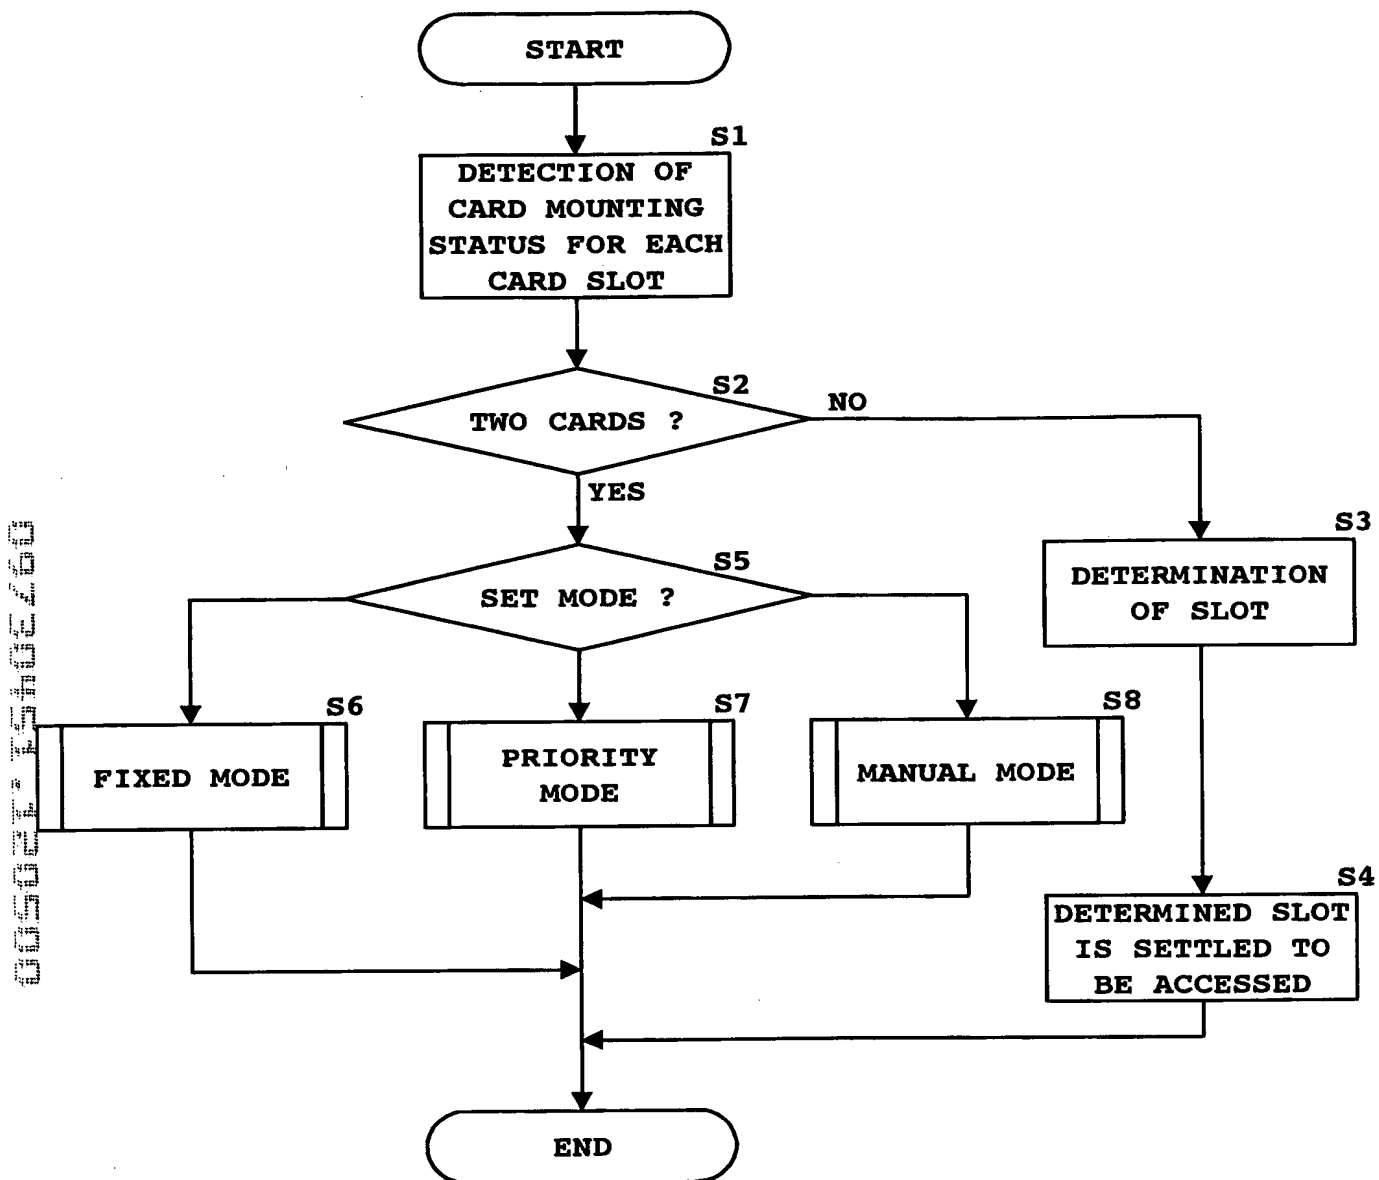 START
S1
DETECTION OF
CARD MOUNTING
STATUS FOR EACH
CARD SLOT
S2
TWO CARDS ?
NO
YES
S3
DETERMINATION
OF SLOT
S5
SET MODE ?
S6
FIXED MODE
S7
PRIORITY
MODE
S8
MANUAL MODE
S4
DETERMINED SLOT
IS SETTLED TO
BE ACCESSED
END